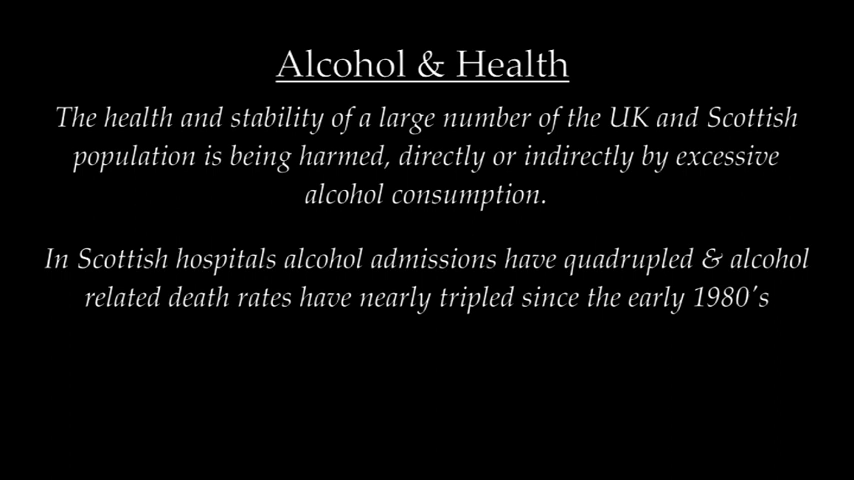 Alcohol & Health
The health and stability of a large number of the UK and Scottish
population is being harmed, directly or indirectly by excessive
alcohol consumption.
In Scottish hospitals alcohol admissions have quadrupled & alcohol
related death rates have nearly tripled since the early 1980's